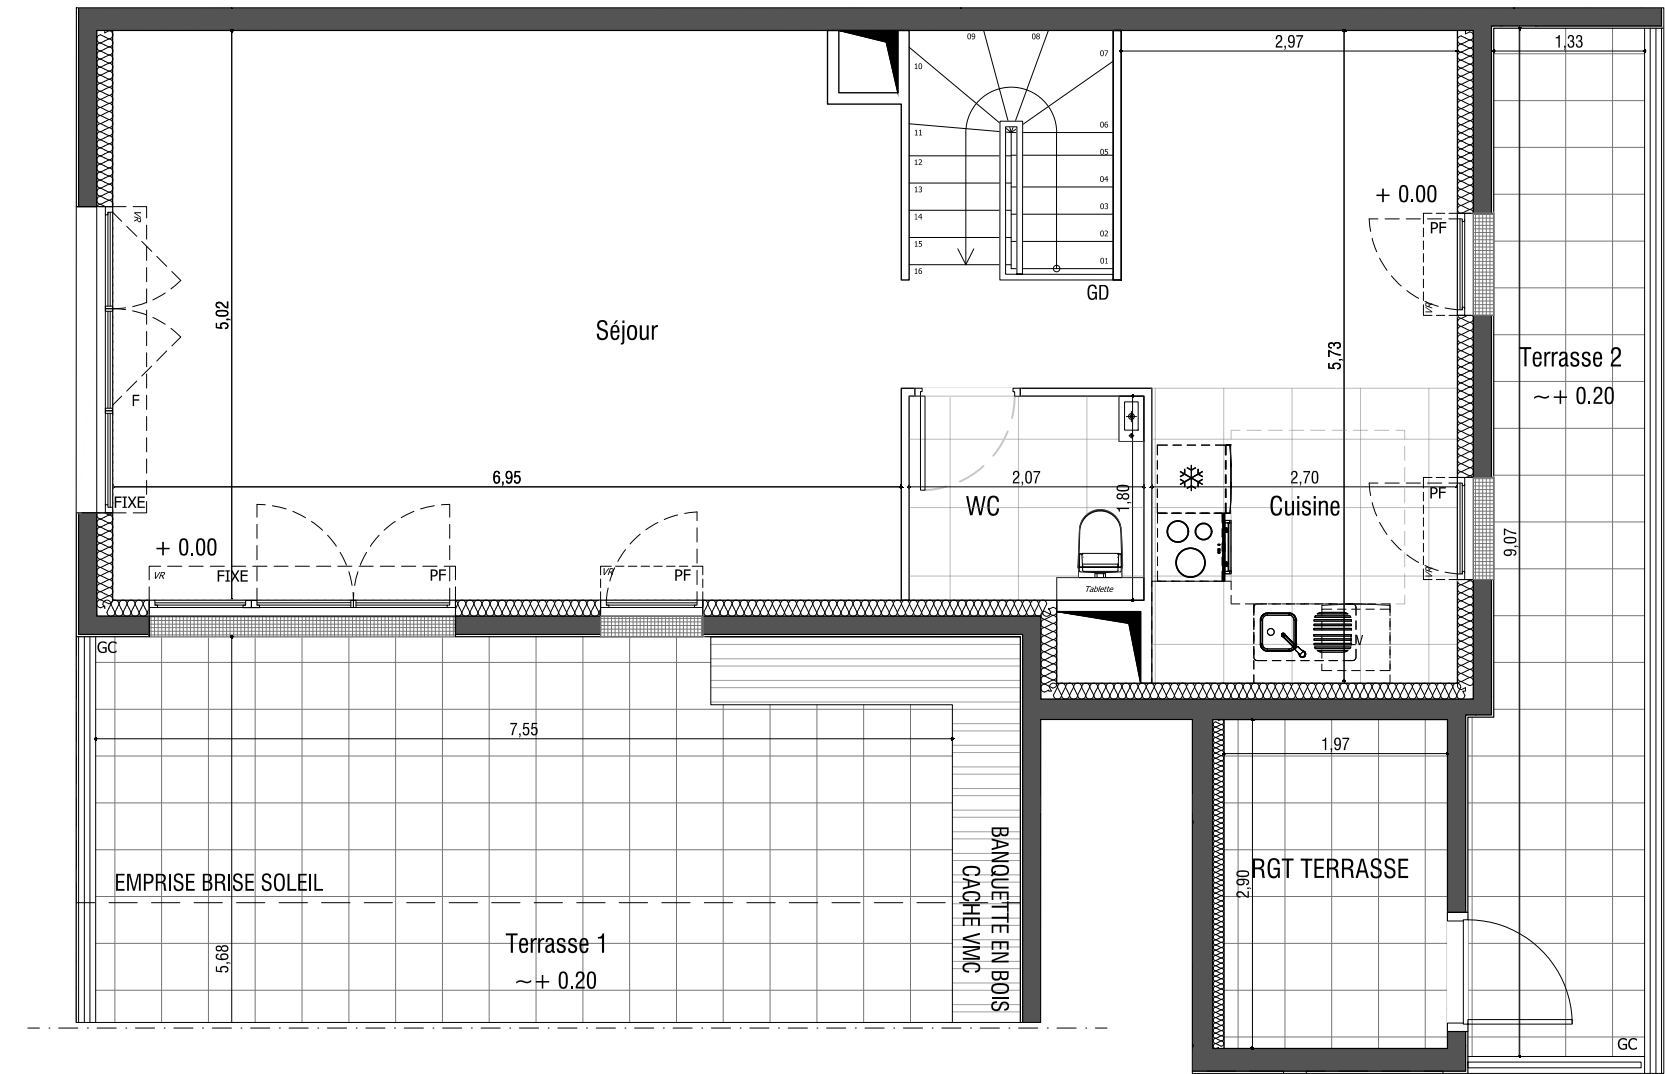 09
08
2,97
1,33
10
07
11
06
12
05
13
04
14
03
15
02
16
01
GD
VR
F
FIXE
5,02
Séjour
+ 0.00
PF
VR
5,73
Terrasse 2
~+ 0.20
6,95
2,07
1,80
2,70
WC
Cuisine
PF
VR
9,07
+ 0.00
VR
FIXE
PF
VR
PF
Tablette
LV
GC
7,55
1,97
EMPRISE BRISE SOLEIL
BANQUETTE EN BOIS
CACHE VMC
2,90
RGT TERRASSE
Terrasse 1
~+ 0.20
5,68
GC